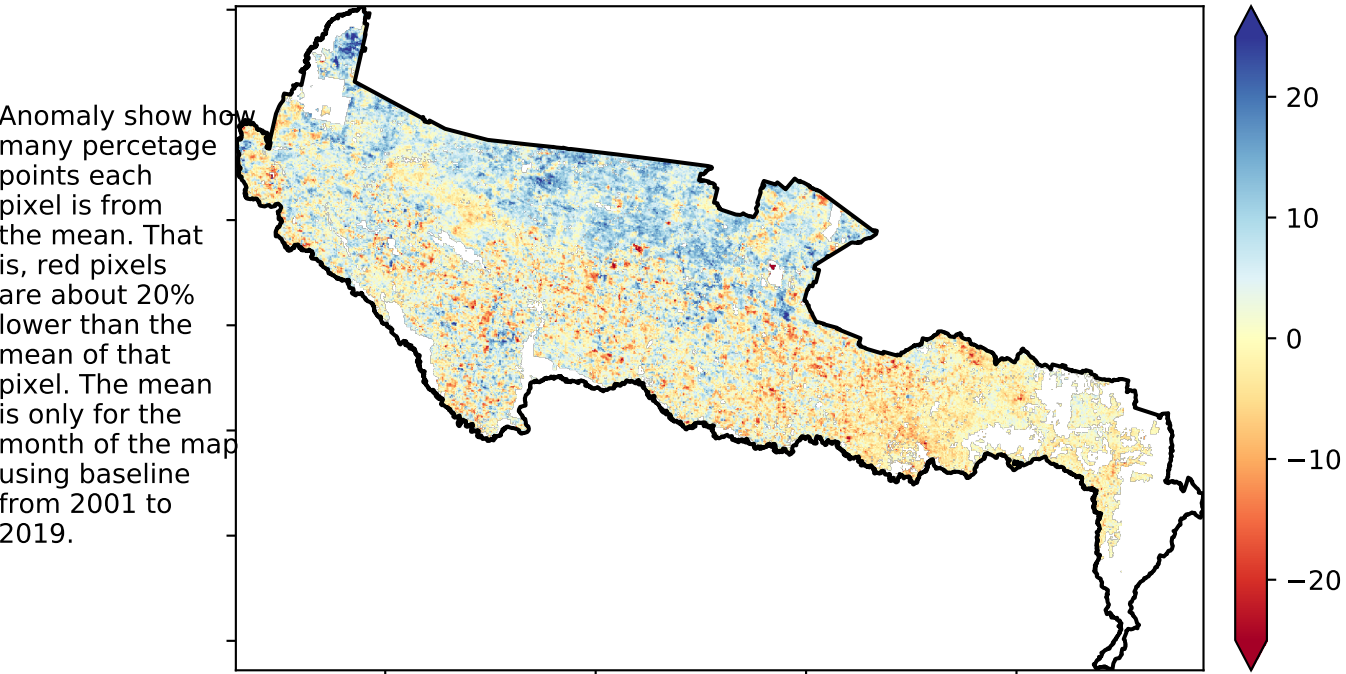 Anomaly show how
many percetage
points each
pixel is from
the mean. That
is, red pixels
are about 20%
lower than the
mean of that
pixel. The mean
is only for the
month of the map
using baseline
from 2001 to
2019.
20
10
0
−10
−20